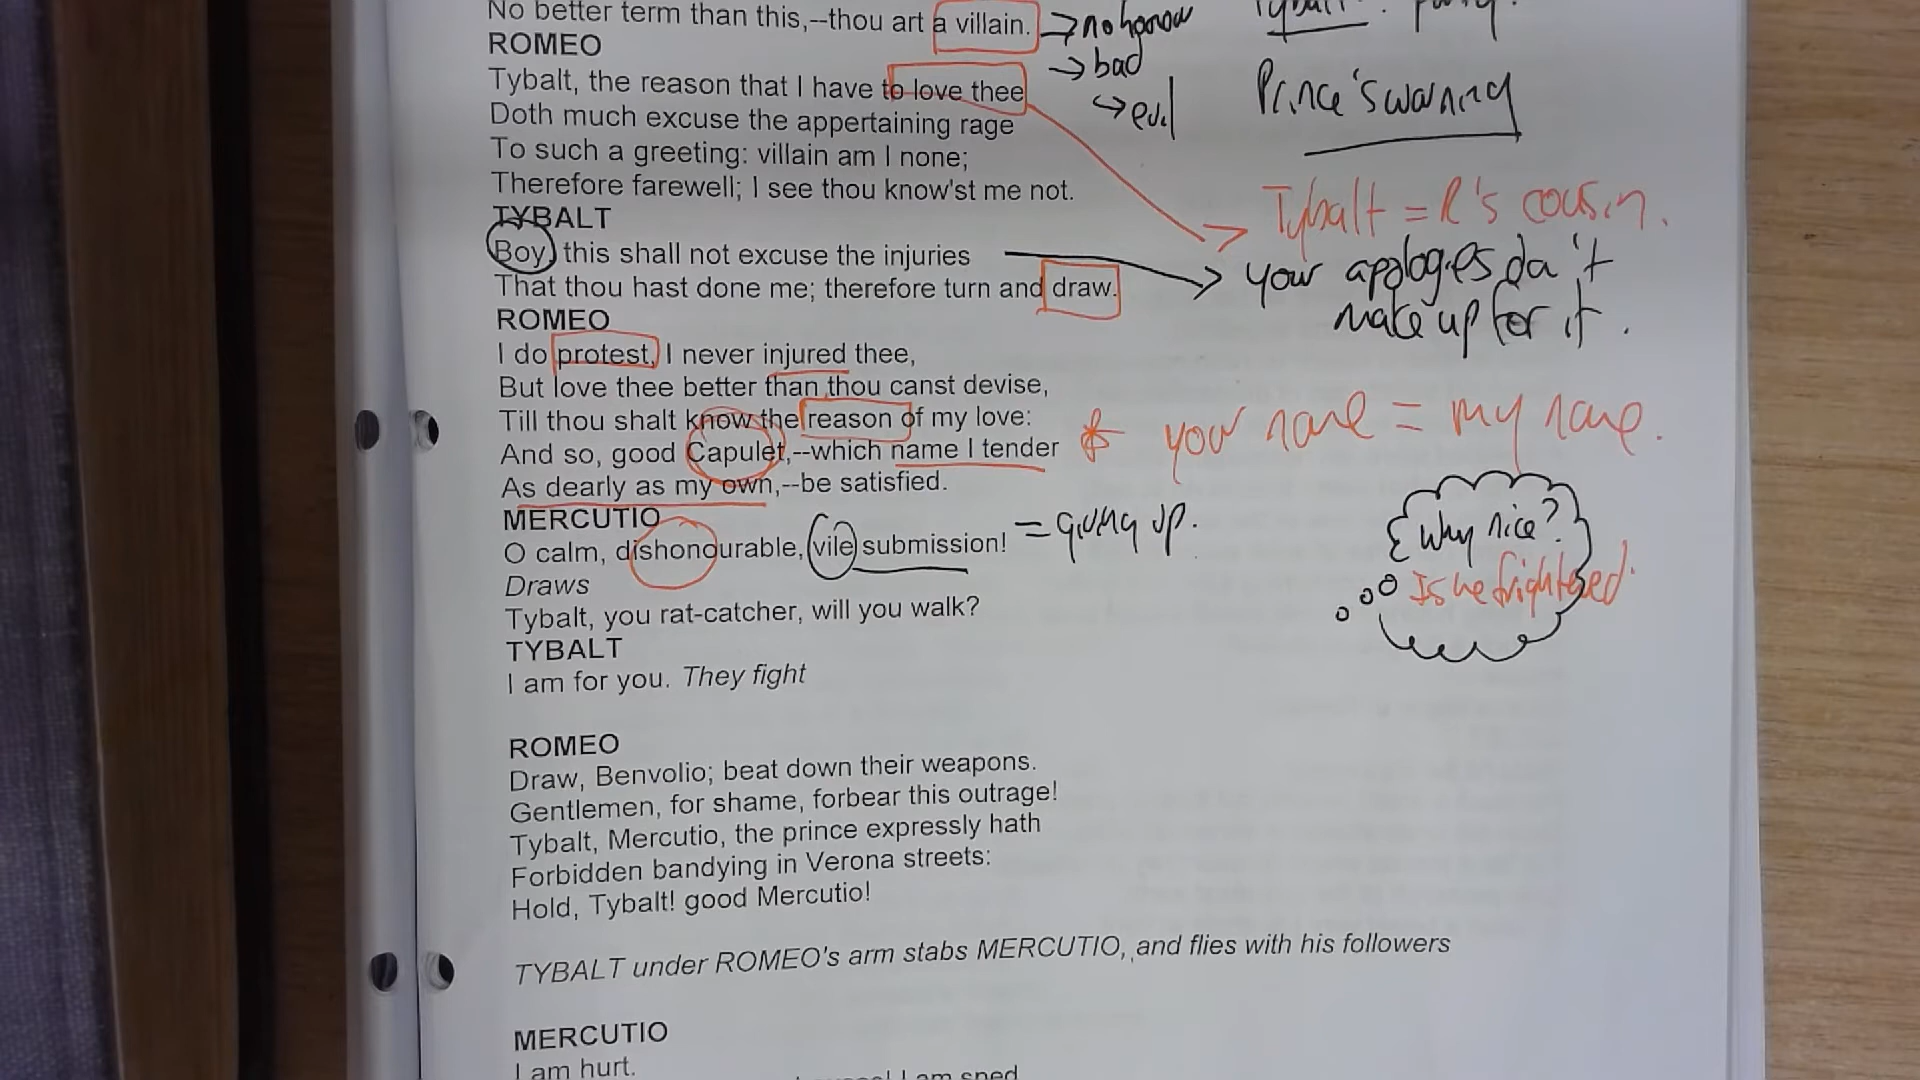 No better term than this,--thou art a villain. → no honour
Tybalt: party.
ROMEO
→ bad
Tybalt, the reason that I have to love thee
↪ evil
Prince's warning
Doth much excuse the appertaining rage
To such a greeting: villain am I none;
Therefore farewell; I see thou know'st me not.
Tybalt = R's cousin.
TYBALT
Boy, this shall not excuse the injuries
your apologies don't
That thou hast done me; therefore turn and draw.
make up for it.
ROMEO
I do protest, I never injured thee,
But love thee better than thou canst devise,
Till thou shalt know the reason of my love:
* your name = my name.
And so, good Capulet,--which name I tender
As dearly as my own,--be satisfied.
MERCUTIO
O calm, dishonourable, vile submission! = giving up.
Why nice?
Is he frightened
Draws
Tybalt, you rat-catcher, will you walk?
TYBALT
I am for you. They fight
ROMEO
Draw, Benvolio; beat down their weapons.
Gentlemen, for shame, forbear this outrage!
Tybalt, Mercutio, the prince expressly hath
Forbidden bandying in Verona streets:
Hold, Tybalt! good Mercutio!
TYBALT under ROMEO's arm stabs MERCUTIO, and flies with his followers
MERCUTIO
I am hurt.
I am sped